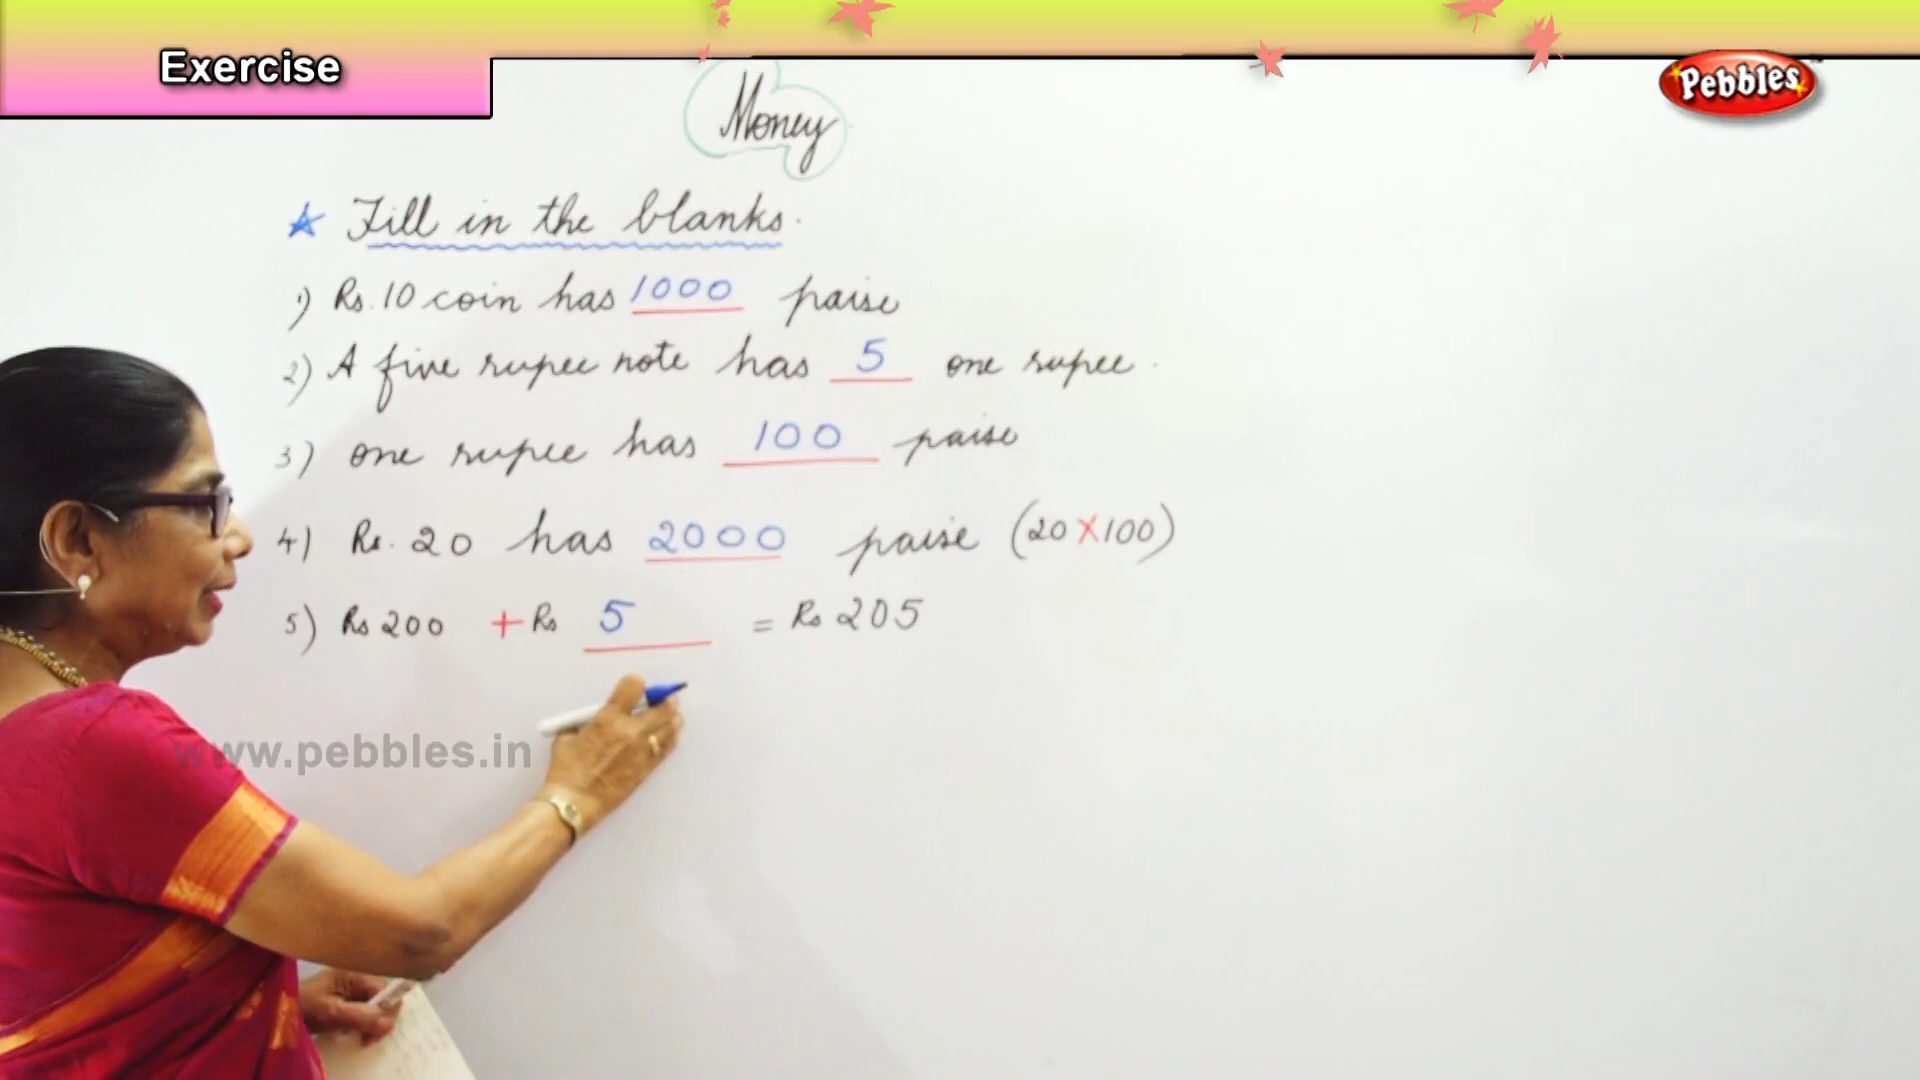 Exercise
Pebbles
Money
Fill in the blanks.
1) Rs. 10 coin has 1000 paise
2) A five rupee note has 5 one rupee.
3) one rupee has 100 paise
4) Rs. 20 has 2000 paise (20 X 100)
5) Rs 200 + Rs 5 = Rs 205
www.pebbles.in